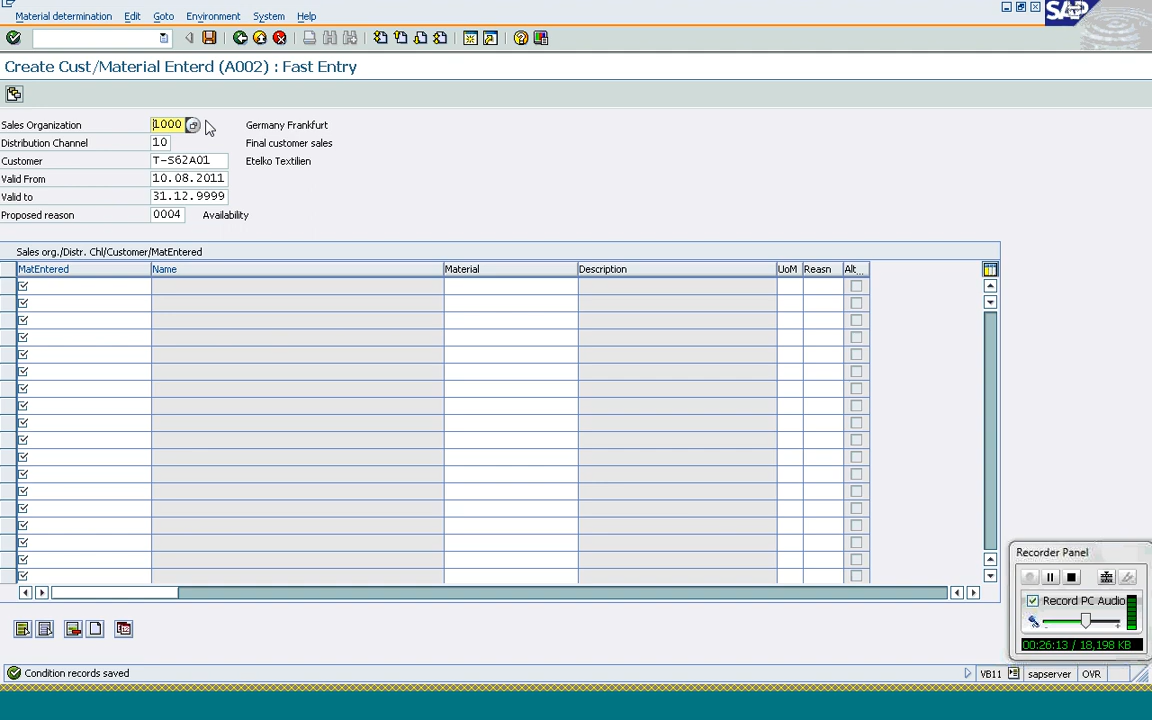 Material determination Edit Goto Environment System Help
SAP
Create Cust/Material Enterd (A002) : Fast Entry
Sales Organization 1000 Germany Frankfurt
Distribution Channel 10 Final customer sales
Customer T-S62A01 Etelko Textilien
Valid From 10.08.2011
Valid to 31.12.9999
Proposed reason 0004 Availability
Sales org./Distr. Chl/Customer/MatEntered
MatEntered Name Material Description UoM Reasn Alt...
Recorder Panel
Record PC Audio
- +
00:26:13 / 18,198 KB
Condition records saved VB11 sapserver OVR